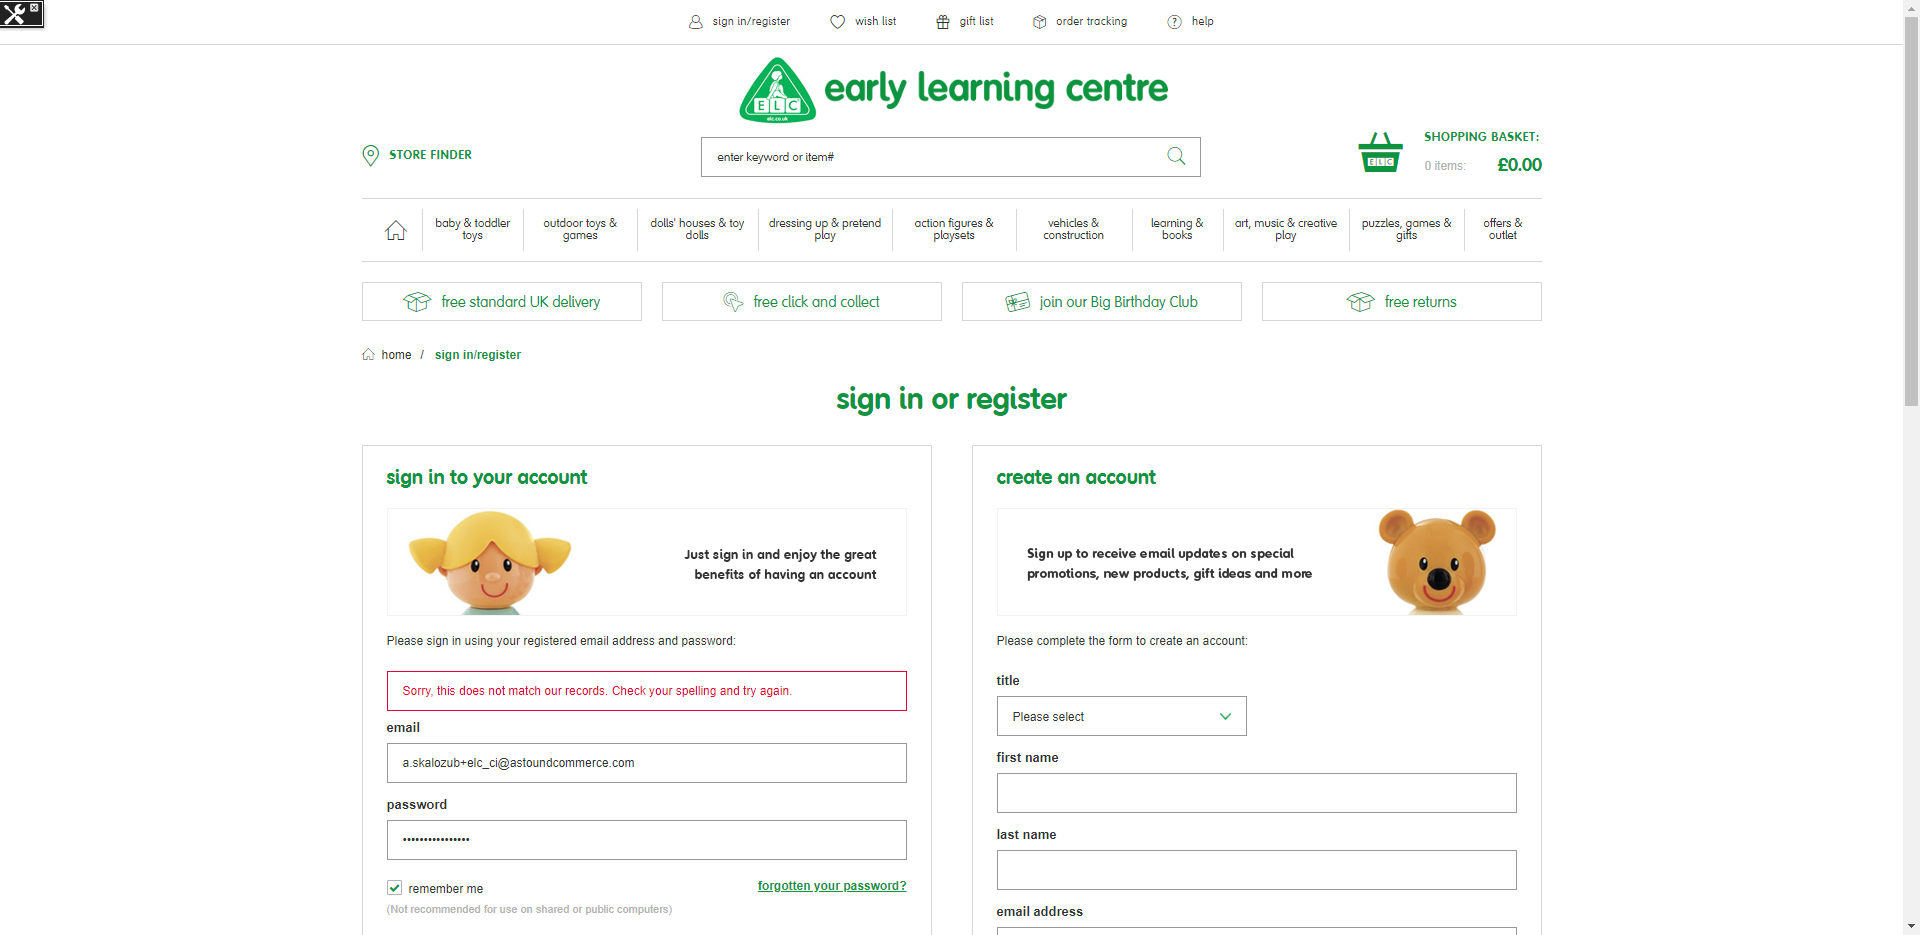 sign in/register
wish list
gift list
order tracking
help
ELC
elc.co.uk
early learning centre
STORE FINDER
enter keyword or item#
SHOPPING BASKET:
ELC
0 items:
£0.00
baby & toddler
toys
outdoor toys &
games
dolls' houses & toy
dolls
dressing up & pretend
play
action figures &
playsets
vehicles &
construction
learning &
books
art, music & creative
play
puzzles, games &
gifts
offers &
outlet
free standard UK delivery
free click and collect
join our Big Birthday Club
free returns
home / sign in/register
sign in or register
sign in to your account
Just sign in and enjoy the great
benefits of having an account
Please sign in using your registered email address and password:
Sorry, this does not match our records. Check your spelling and try again.
email
a.skalozub+elc_ci@astoundcommerce.com
password
••••••••••••••••
remember me
forgotten your password?
(Not recommended for use on shared or public computers)
create an account
Sign up to receive email updates on special
promotions, new products, gift ideas and more
Please complete the form to create an account:
title
Please select
first name
last name
email address